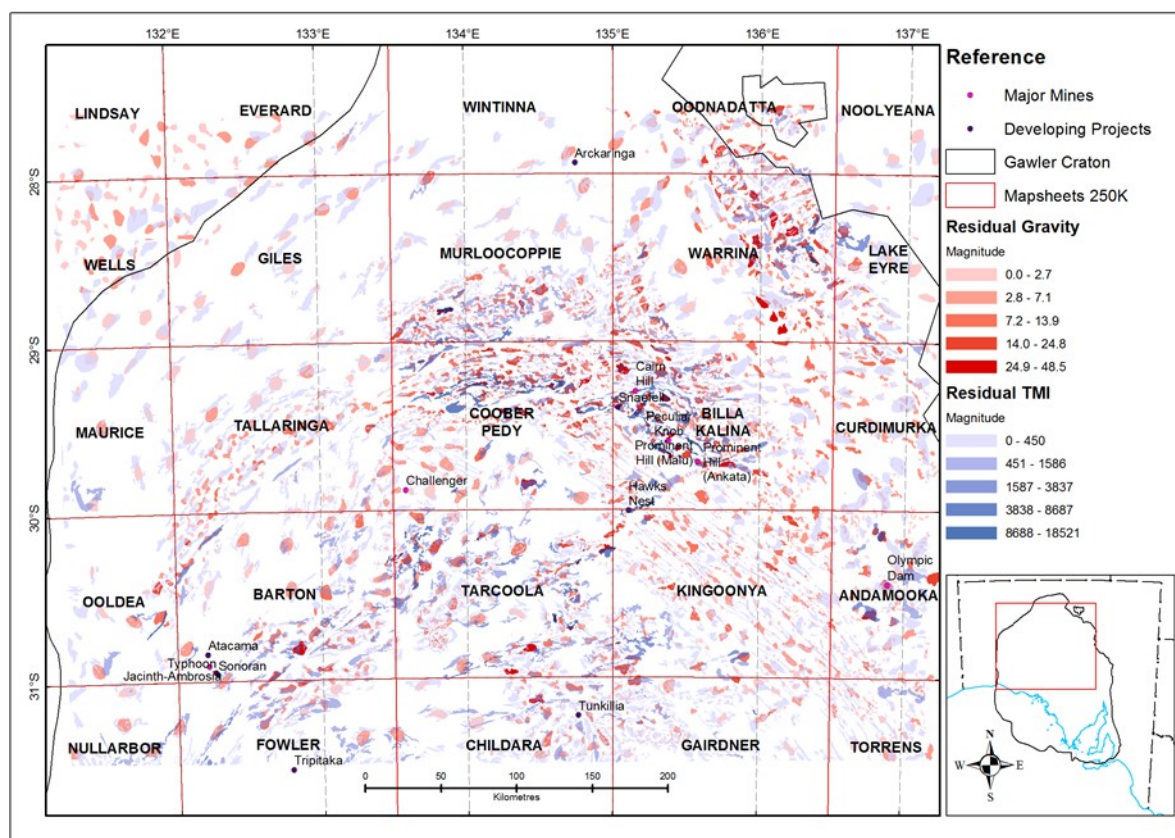 132°E
133°E
134°E
135°E
136°E
137°E
LINDSAY
EVERARD
WINTINNA
OODNADATTA
NOOLYEANA
Arckaringa
28°S
WELLS
GILES
MURLOOCOPPIE
WARRINA
LAKE
EYRE
29°S
Cairn
Hill
Snaefell
MAURICE
TALLARINGA
COOBER
PEDY
Peculiar
Knob
BILLA
KALINA
CURDIMURKA
Prominent
Hill (Malu)
Prominent
Hill
(Ankata)
Challenger
Hawks
Nest
30°S
Olympic
Dam
OOLDEA
BARTON
TARCOOLA
KINGOONYA
ANDAMOOKA
Atacama
Typhoon
Sonoran
Jacinth-Ambrosia
31°S
Tunkillia
NULLARBOR
FOWLER
CHILDARA
GAIRDNER
TORRENS
Tripitaka
0 50 100 150 200
Kilometres
Reference
Major Mines
Developing Projects
Gawler Craton
Mapsheets 250K
Residual Gravity
Magnitude
0.0 - 2.7
2.8 - 7.1
7.2 - 13.9
14.0 - 24.8
24.9 - 48.5
Residual TMI
Magnitude
0 - 450
451 - 1586
1587 - 3837
3838 - 8687
8688 - 18521
N
W E
S